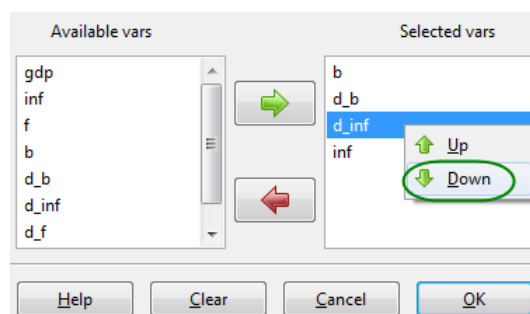 Available vars
gdp
inf
f
b
d_b
d_inf
d_f
Selected vars
b
d_b
d_inf
inf
Up
Down
Help
Clear
Cancel
OK